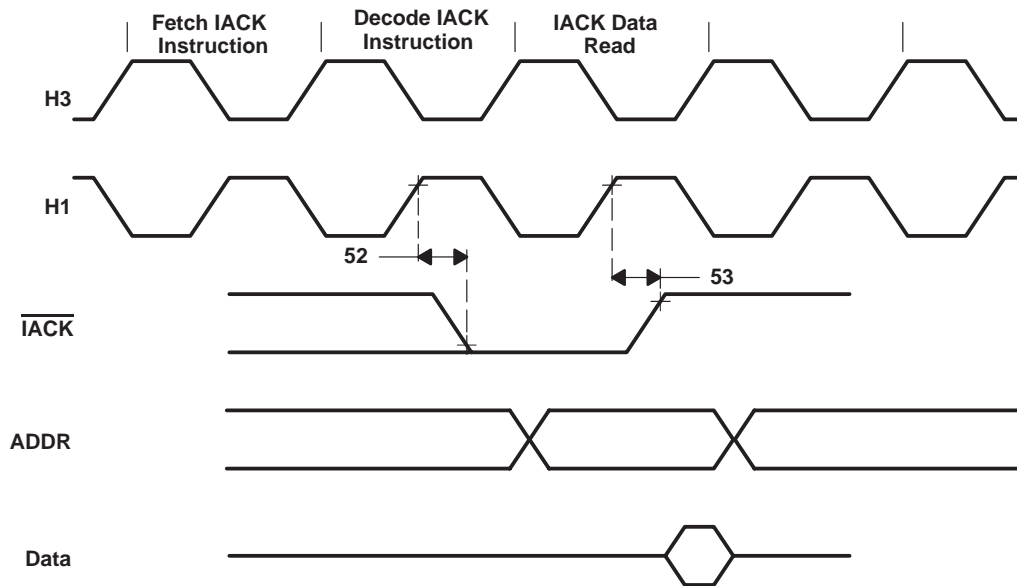 Fetch IACK
Instruction
Decode IACK
Instruction
IACK Data
Read
H3
H1
52
53
IACK
ADDR
Data